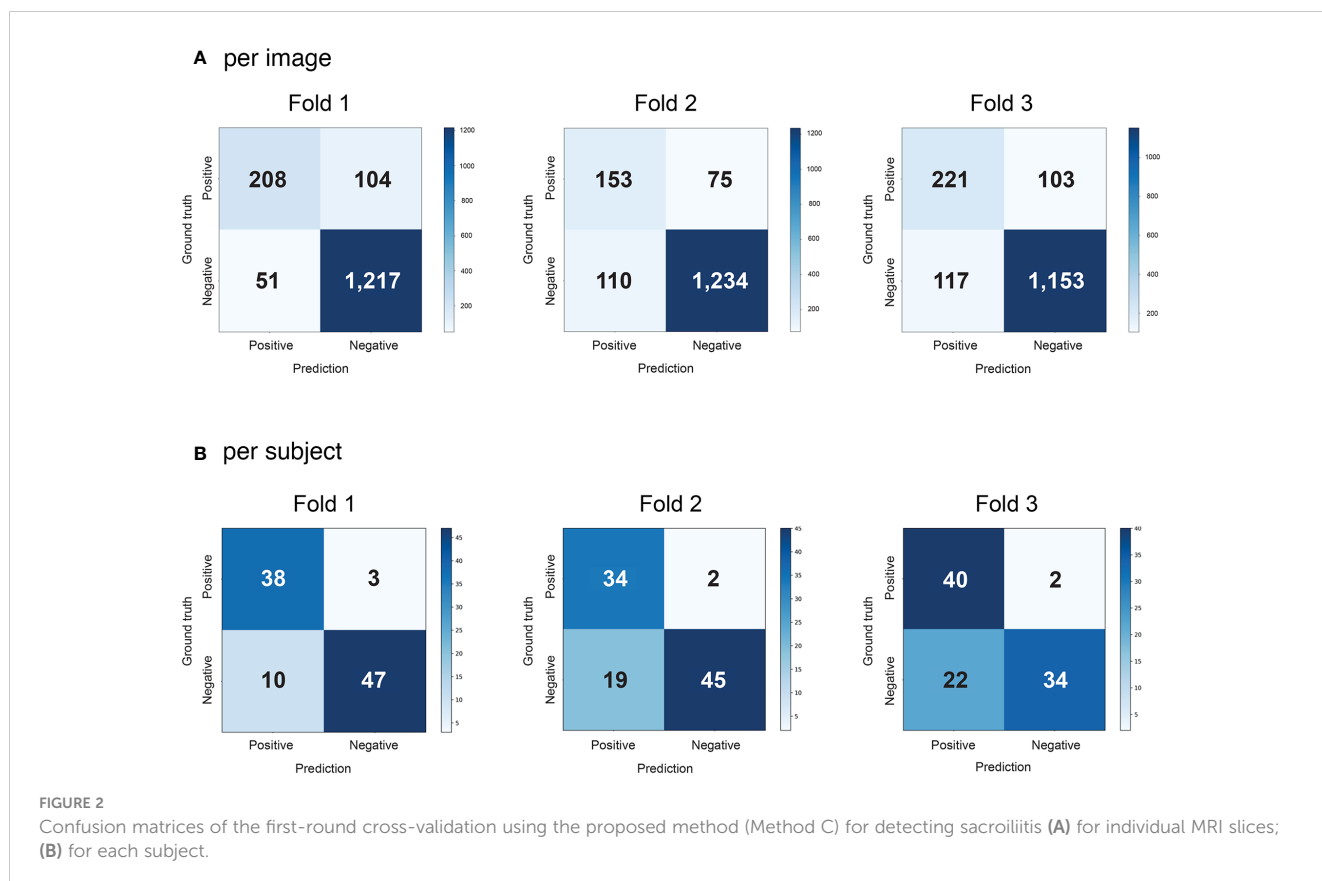 A per image
Fold 1
Fold 2
Fold 3
Ground truth
Positive
Negative
208
104
51
1,217
Positive
Negative
Prediction
1200
1000
800
600
400
200
Ground truth
Positive
Negative
153
75
110
1,234
Positive
Negative
Prediction
1200
1000
800
600
400
200
Ground truth
Positive
Negative
221
103
117
1,153
Positive
Negative
Prediction
1000
800
600
400
200
B per subject
Fold 1
Fold 2
Fold 3
Ground truth
Positive
Negative
38
3
10
47
Positive
Negative
Prediction
45
40
35
30
25
20
15
10
5
Ground truth
Positive
Negative
34
2
19
45
Positive
Negative
Prediction
45
40
35
30
25
20
15
10
5
Ground truth
Positive
Negative
40
2
22
34
Positive
Negative
Prediction
40
35
30
25
20
15
10
5
FIGURE 2
Confusion matrices of the first-round cross-validation using the proposed method (Method C) for detecting sacroiliitis (A) for individual MRI slices;
(B) for each subject.